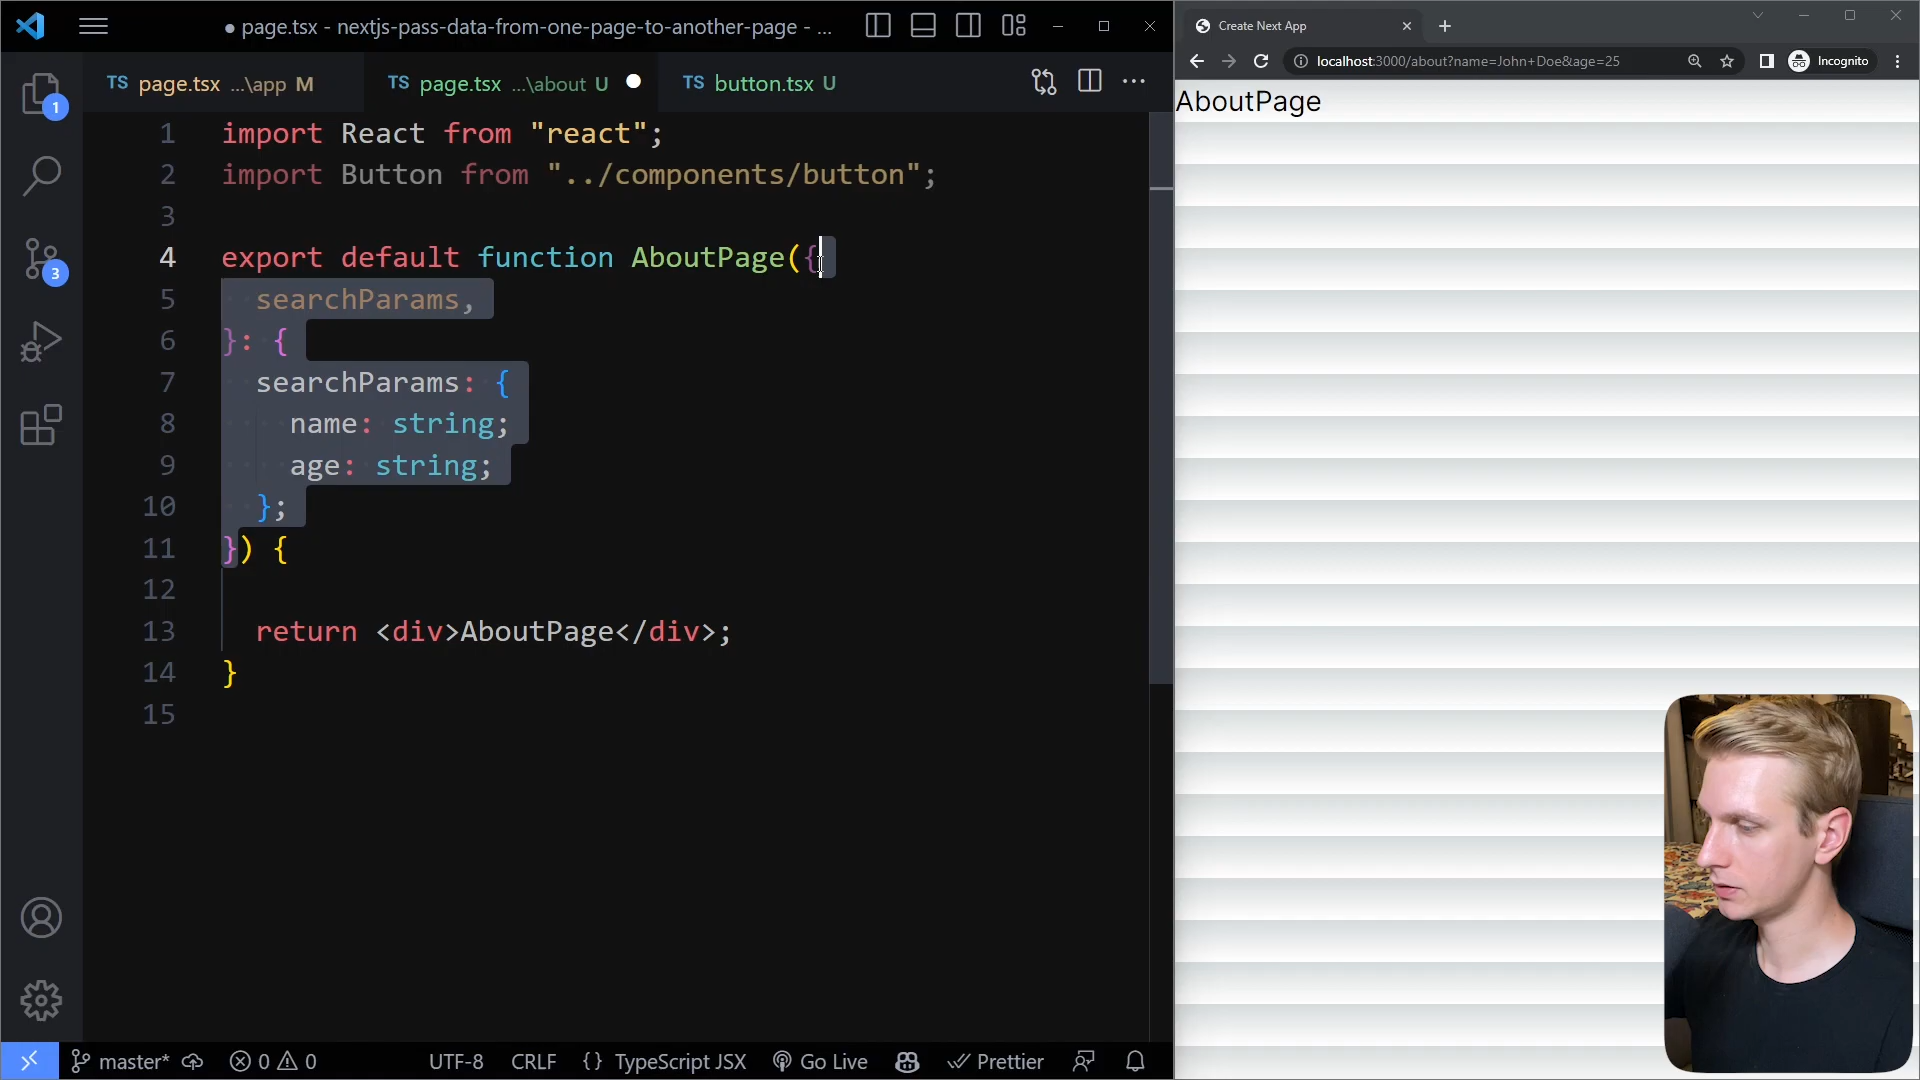 ● page.tsx - nextjs-pass-data-from-one-page-to-another-page - ...
TS page.tsx ...\app M
TS page.tsx ...\about U ●
TS button.tsx U
1
3
1 import React from "react";
2 import Button from "../components/button";
3
4 export default function AboutPage({
5 searchParams,
6 }: {
7 searchParams: {
8 name: string;
9 age: string;
10 };
11 }) {
12
13 return <div>AboutPage</div>;
14 }
15
master* 0 0 UTF-8 CRLF {} TypeScript JSX Go Live Prettier
Create Next App
localhost:3000/about?name=John+Doe&age=25
Incognito
AboutPage